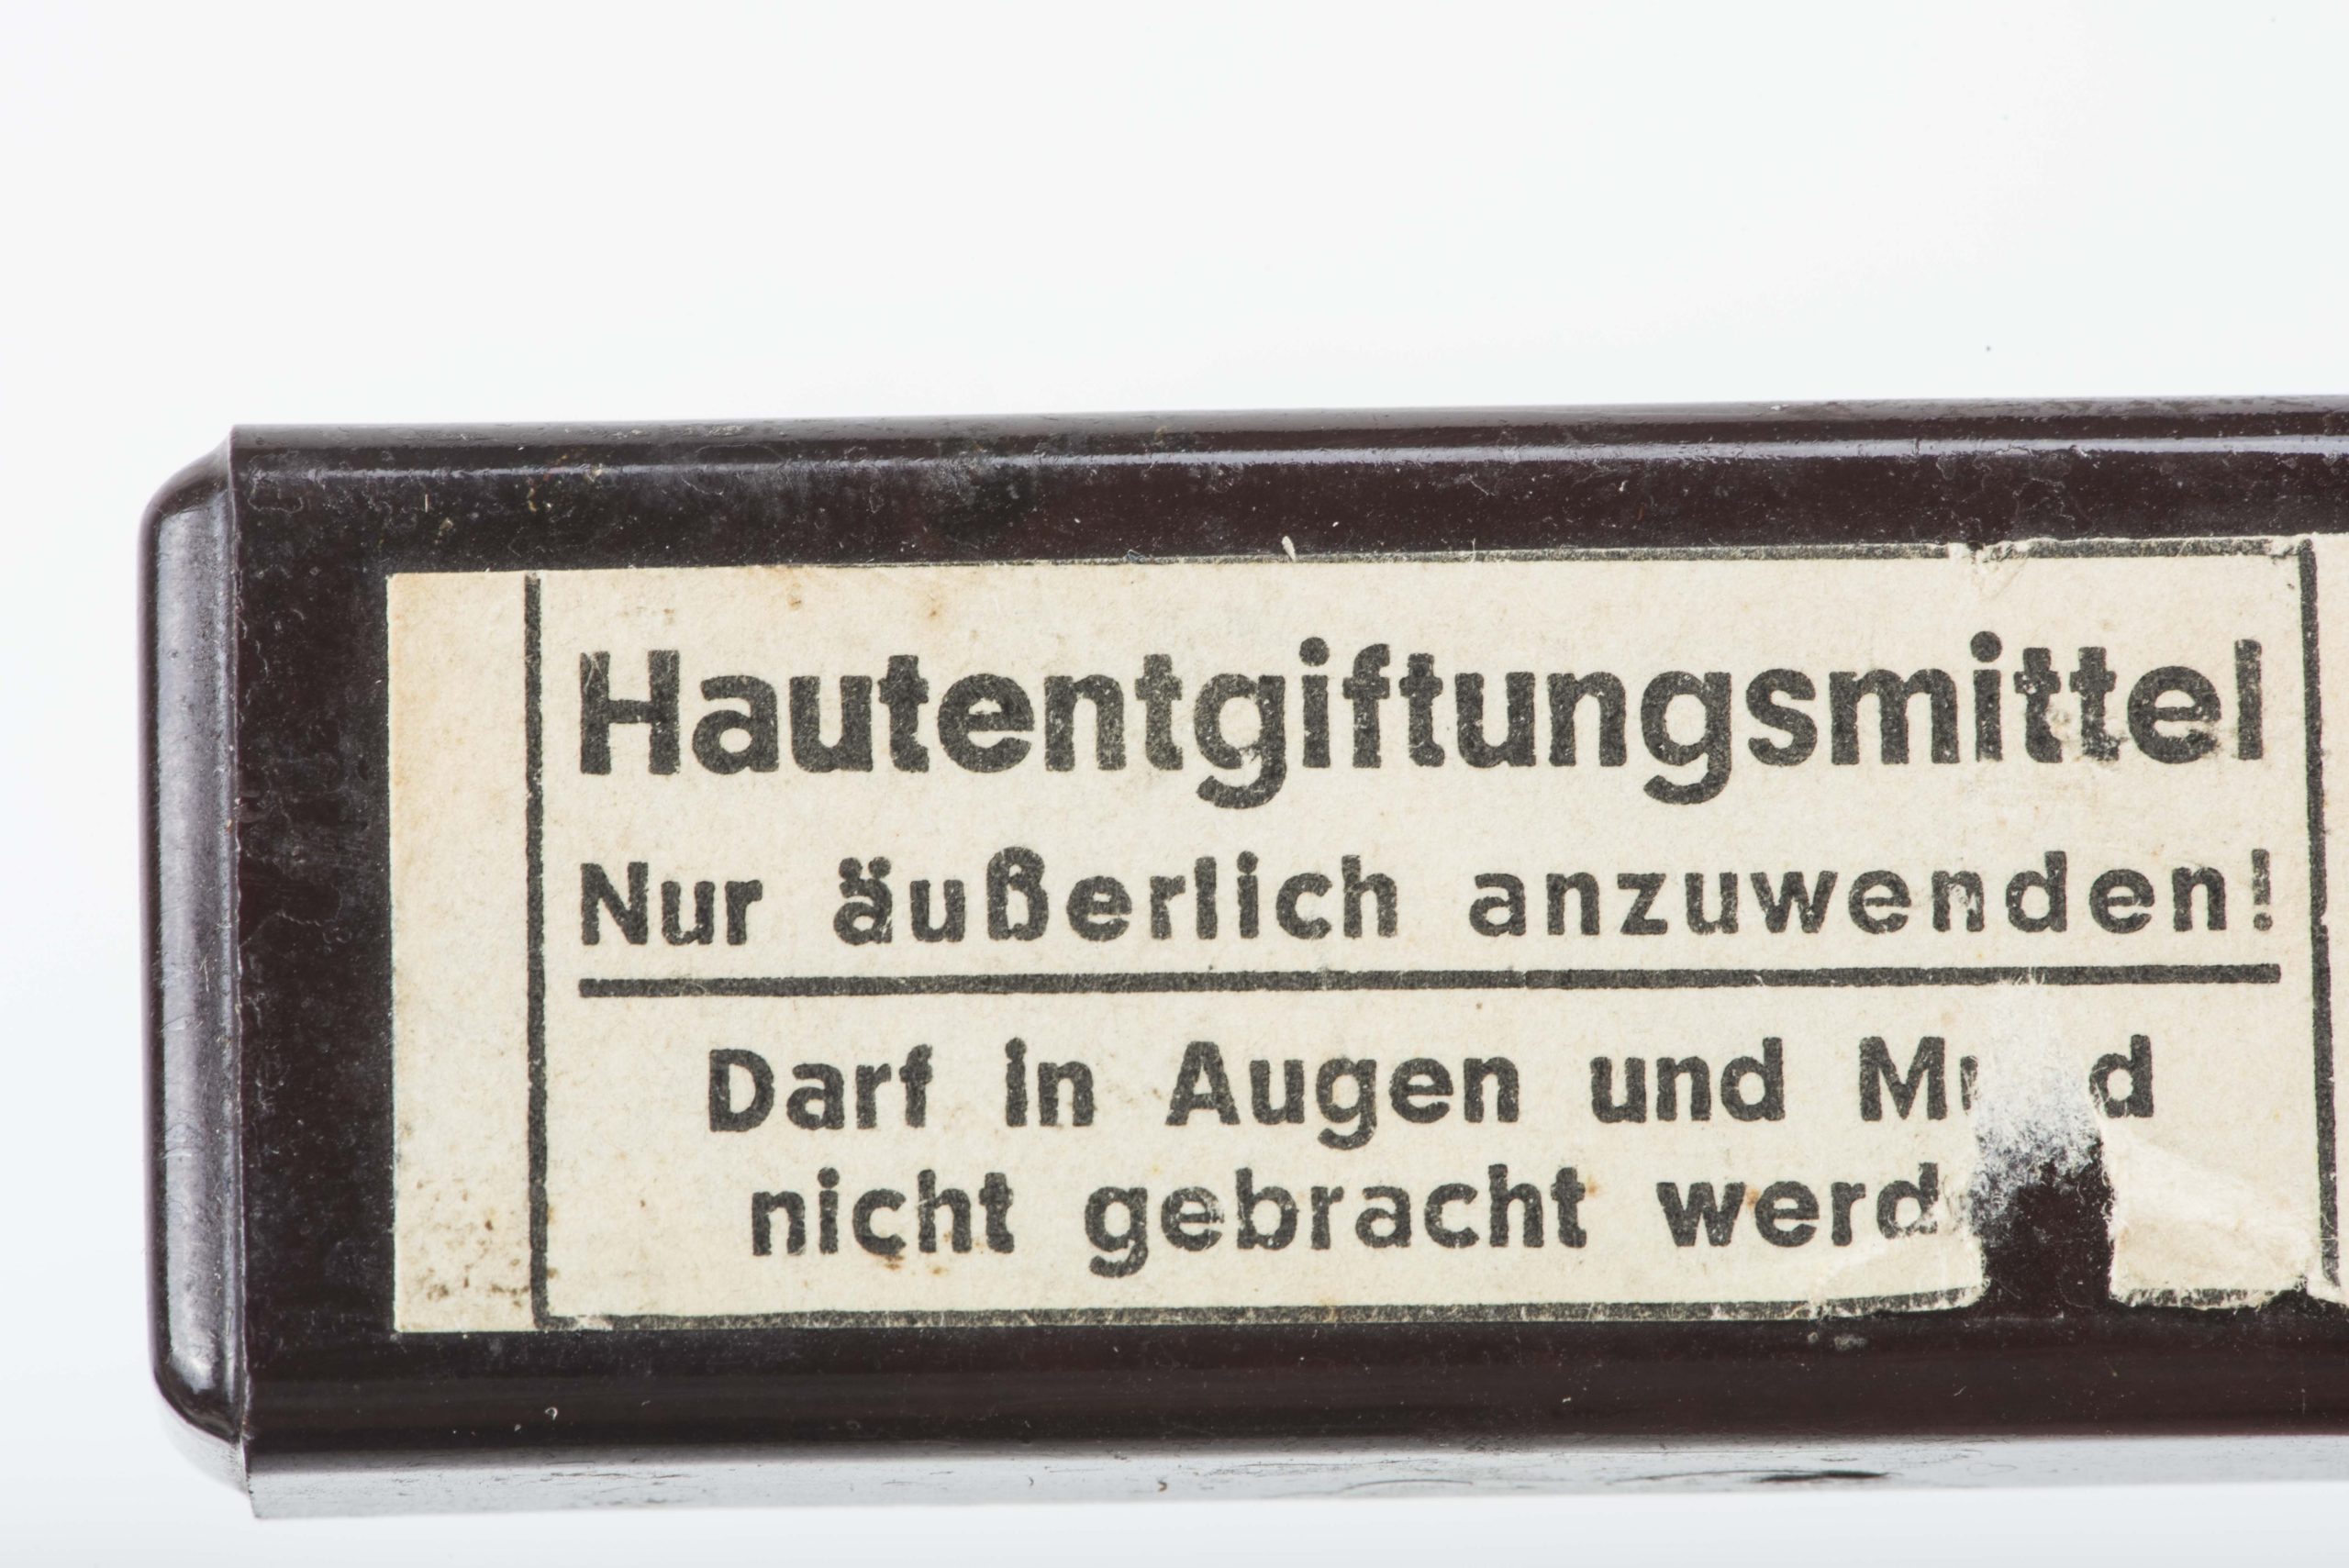 Hautentgiftungsmittel
Nur äußerlich anzuwenden!
Darf in Augen und
nicht gebracht